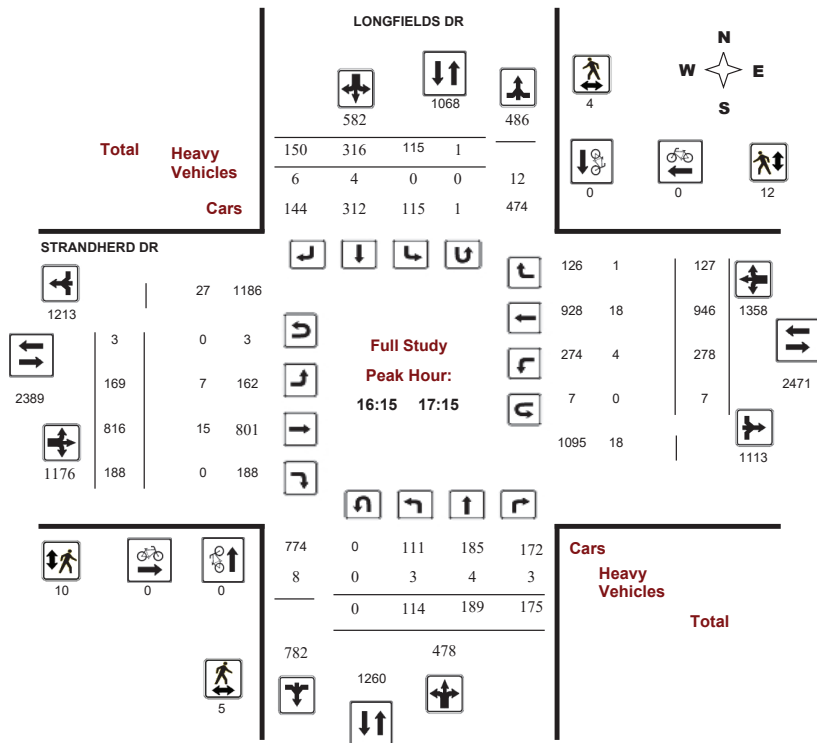 LONGFIELDS DR
N
W E
S
1068
4
582 486
Total Heavy Vehicles
150 316 115 1
6 4 0 0 12
Cars 144 312 115 1 474
0 0 12
STRANDHERD DR
1213
27 1186
126 1 127
1358
3 0 3
928 18 946
2389
169 7 162
Full Study
Peak Hour:
16:15 17:15
274 4 278
2471
816 15 801
7 0 7
1176
188 0 188
1095 18
1113
774 0 111 185 172 Cars
8 0 3 4 3 Heavy Vehicles
0 114 189 175 Total
10 0 0
782 478
1260
5